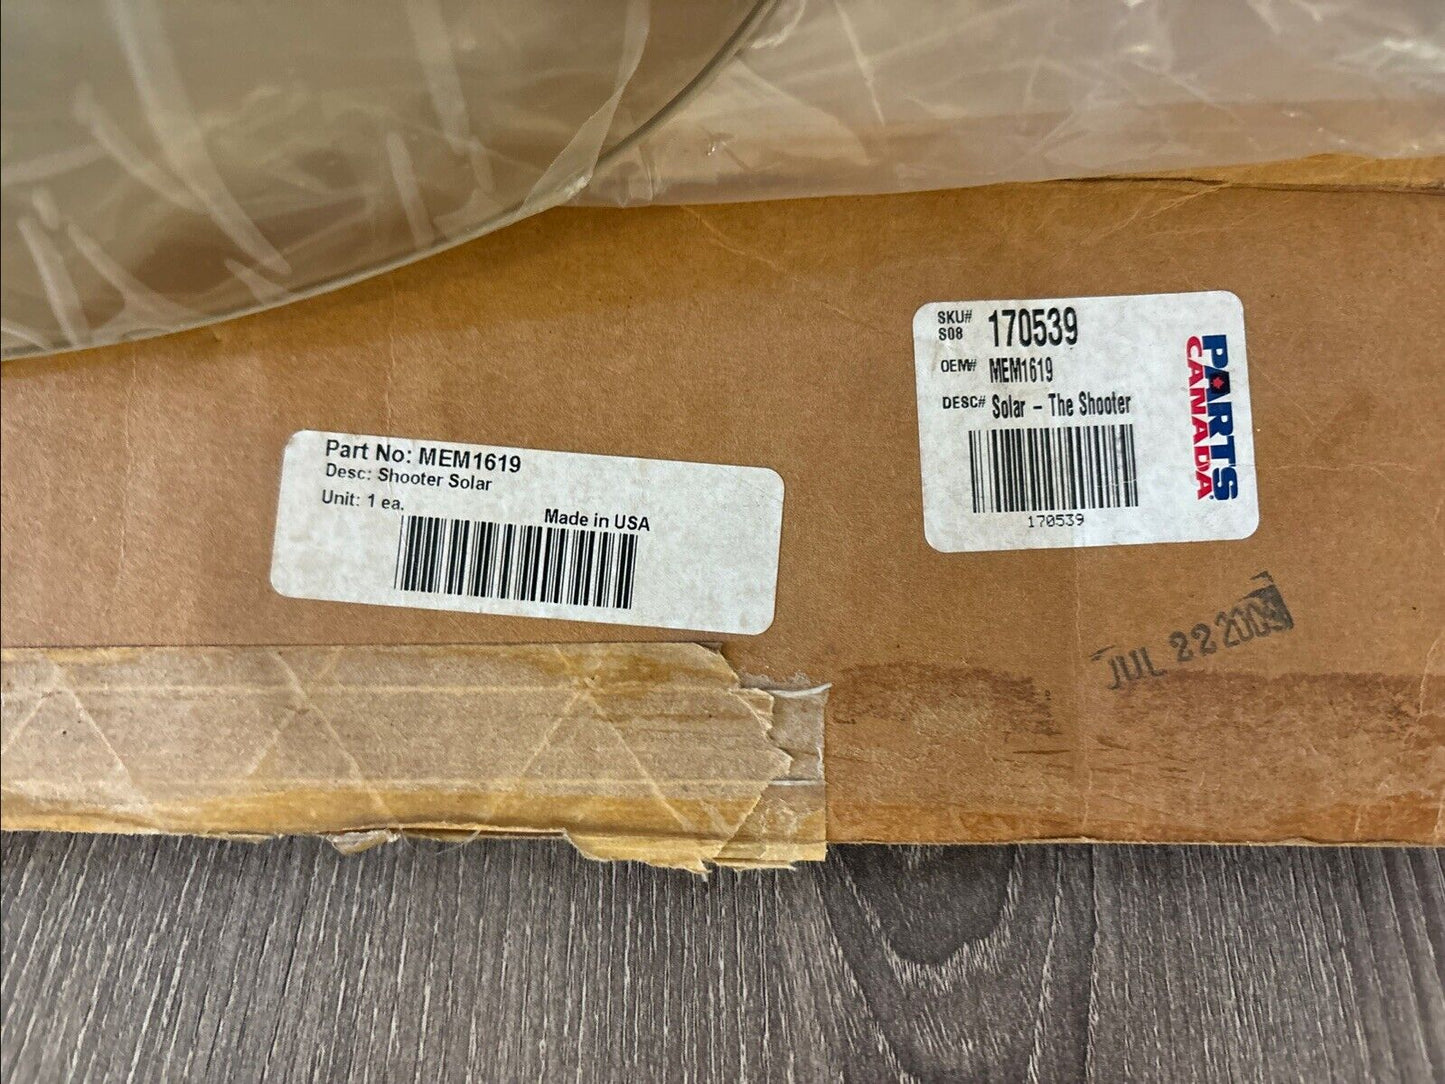 Part No: MEM1619
Desc: Shooter Solar
Unit: 1 ea.
Made in USA
SKU# 170539
S08
OEM# MEM1619
DESC# Solar - The Shooter
170539
PARTS
CANADA
JUL 22